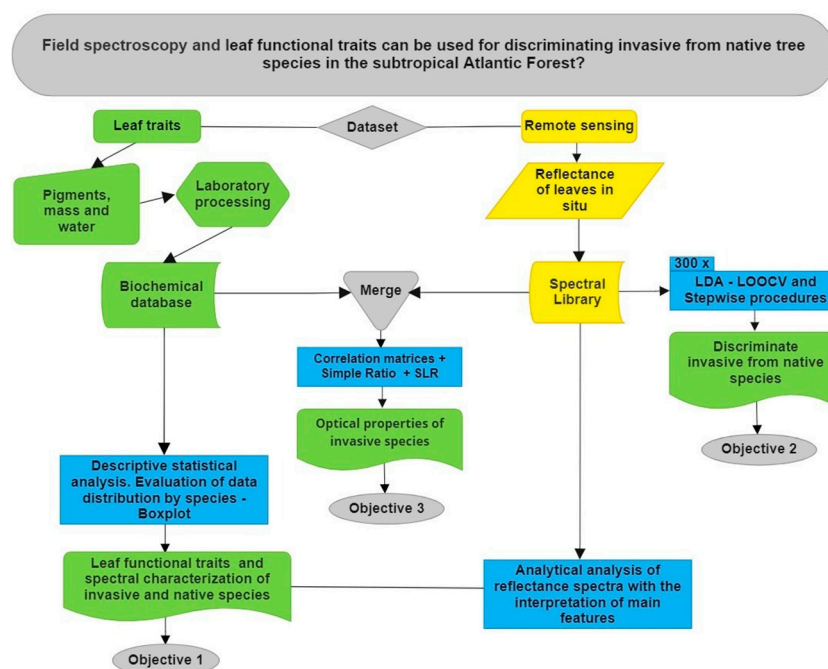 Field spectroscopy and leaf functional traits can be used for discriminating invasive from native tree
species in the subtropical Atlantic Forest?
Leaf traits
Dataset
Remote sensing
Pigments,
mass and
water
Laboratory
processing
Reflectance
of leaves in
situ
Biochemical
database
Merge
Spectral
Library
300 x
LDA - LOOCV and
Stepwise procedures
Correlation matrices +
Simple Ratio + SLR
Discriminate
invasive from native
species
Optical properties of
invasive species
Objective 2
Descriptive statistical
analysis. Evaluation of data
distribution by species -
Boxplot
Objective 3
Leaf functional traits and
spectral characterization of
invasive and native species
Analytical analysis of
reflectance spectra with the
interpretation of main
features
Objective 1